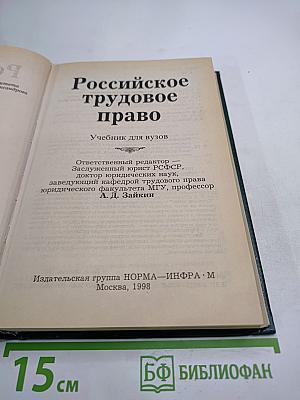 Российское
трудовое
право
Учебник для вузов
Ответственный редактор —
Заслуженный юрист РСФСР,
доктор юридических наук,
заведующий кафедрой трудового права
юридического факультета МГУ, профессор
А. Д. Зайкин
Издательская группа НОРМА—ИНФРА · М
Москва, 1998
15 см
БФ БИБЛИОФАН